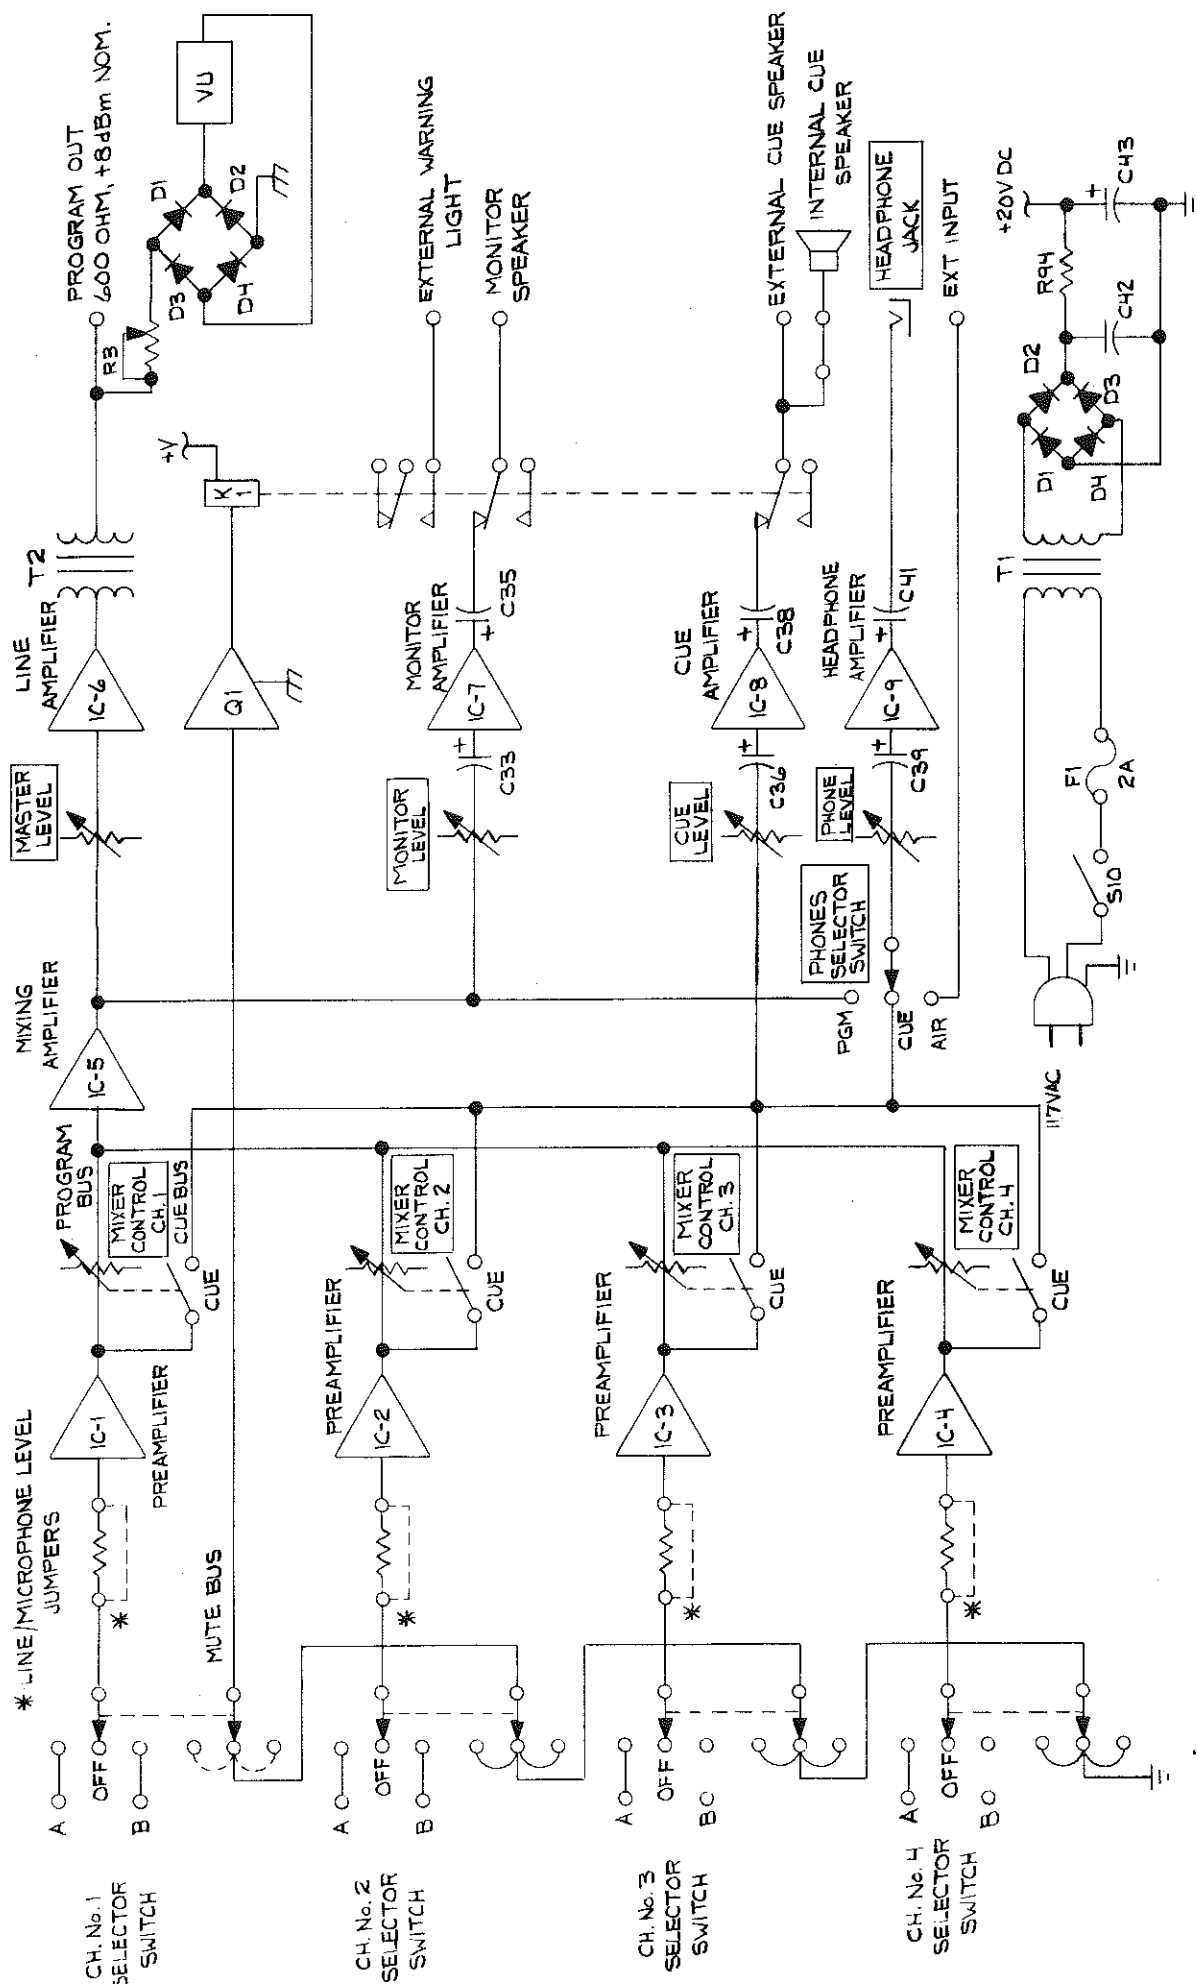 * LINE/MICROPHONE LEVEL
JUMPERS
CH. No. 1
SELECTOR
SWITCH
A
OFF
B
*
MUTE BUS
IC-1
PREAMPLIFIER
PROGRAM
BUS
MIXER
CONTROL
CH. 1
CUE BUS
CUE
MIXING
AMPLIFIER
IC-5
MASTER
LEVEL
LINE
AMPLIFIER
IC-6
T2
PROGRAM OUT
600 OHM, +8dBm NOM.
R3
D1
D2
D3
D4
VU
Q1
+V
K
1
CH. No. 2
SELECTOR
SWITCH
A
OFF
B
*
IC-2
PREAMPLIFIER
MIXER
CONTROL
CH. 2
CUE
MONITOR
LEVEL
C33
MONITOR
AMPLIFIER
IC-7
+
+
C35
EXTERNAL WARNING
LIGHT
MONITOR
SPEAKER
CH. No. 3
SELECTOR
SWITCH
A
OFF
B
*
IC-3
PREAMPLIFIER
MIXER
CONTROL
CH. 3
CUE
CUE
LEVEL
+
C36
CUE
AMPLIFIER
IC-8
+
C38
EXTERNAL CUE SPEAKER
INTERNAL CUE
SPEAKER
PHONES
SELECTOR
SWITCH
PGM
CUE
AIR
PHONE
LEVEL
+
C39
HEADPHONE
AMPLIFIER
IC-9
+
C41
HEADPHONE
JACK
EXT INPUT
CH. No. 4
SELECTOR
SWITCH
A
OFF
B
*
IC-4
PREAMPLIFIER
MIXER
CONTROL
CH. 4
CUE
117VAC
S10
F1
2A
T1
D1
D2
D3
D4
R94
C42
+20VDC
+
C43